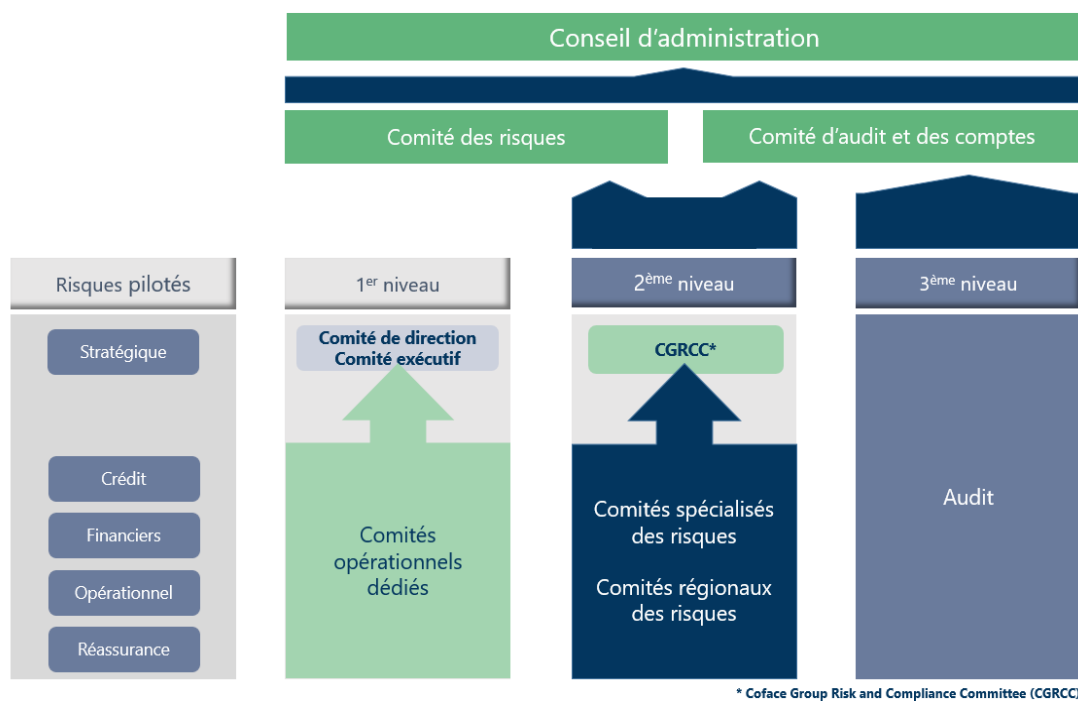 Conseil d’administration
Comité des risques
Comité d’audit et des comptes
Risques pilotés
1er niveau
2ème niveau
3ème niveau
Stratégique
Comité de direction
Comité exécutif
CGRCC*
Crédit
Financiers
Opérationnel
Réassurance
Comités
opérationnels
dédiés
Comités spécialisés
des risques
Comités régionaux
des risques
Audit
* Coface Group Risk and Compliance Committee (CGRCC)